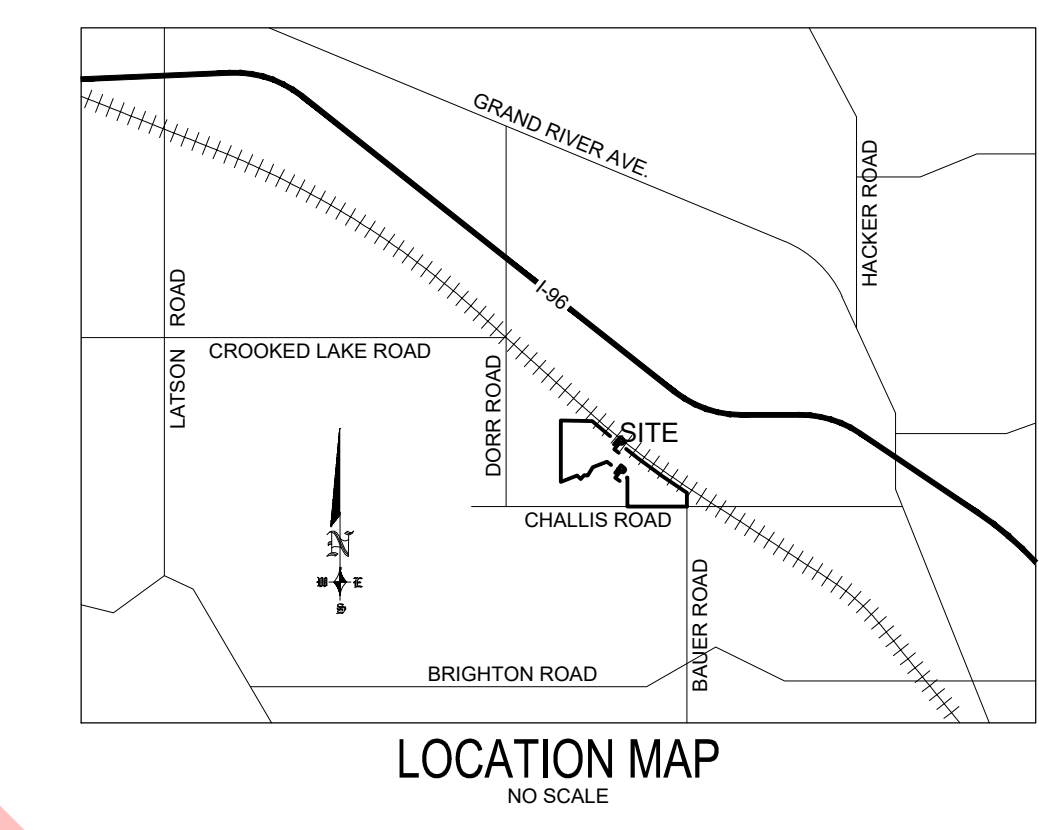 GRAND RIVER AVE.
HACKER ROAD
I-96
LATSON ROAD
CROOKED LAKE ROAD
DORR ROAD
SITE
CHALLIS ROAD
N
W E
S
BAUER ROAD
BRIGHTON ROAD
LOCATION MAP
NO SCALE